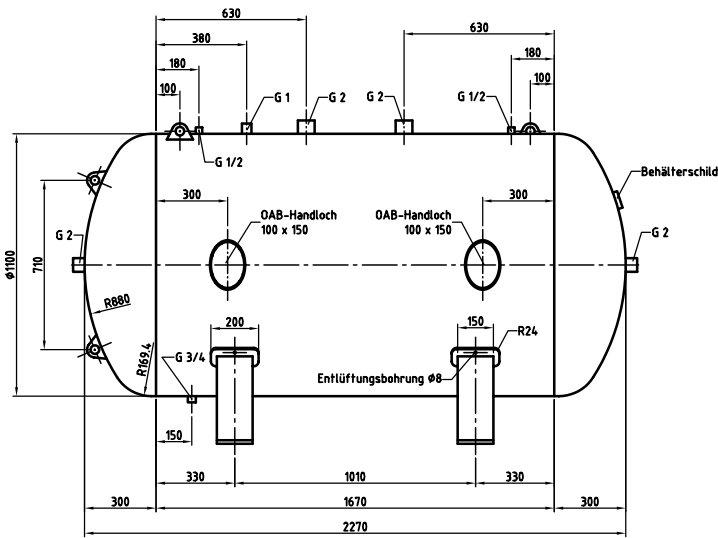 630
380
180
100
630
180
100
G 1
G 2
G 2
G 1/2
G 1/2
Behälterschild
300
300
OAB-Handloch
100 x 150
OAB-Handloch
100 x 150
G 2
G 2
Ø1100
710
R880
200
150
R24
R169.4
G 3/4
Entlüftungsbohrung Ø8
150
330
1010
330
300
1670
300
2270